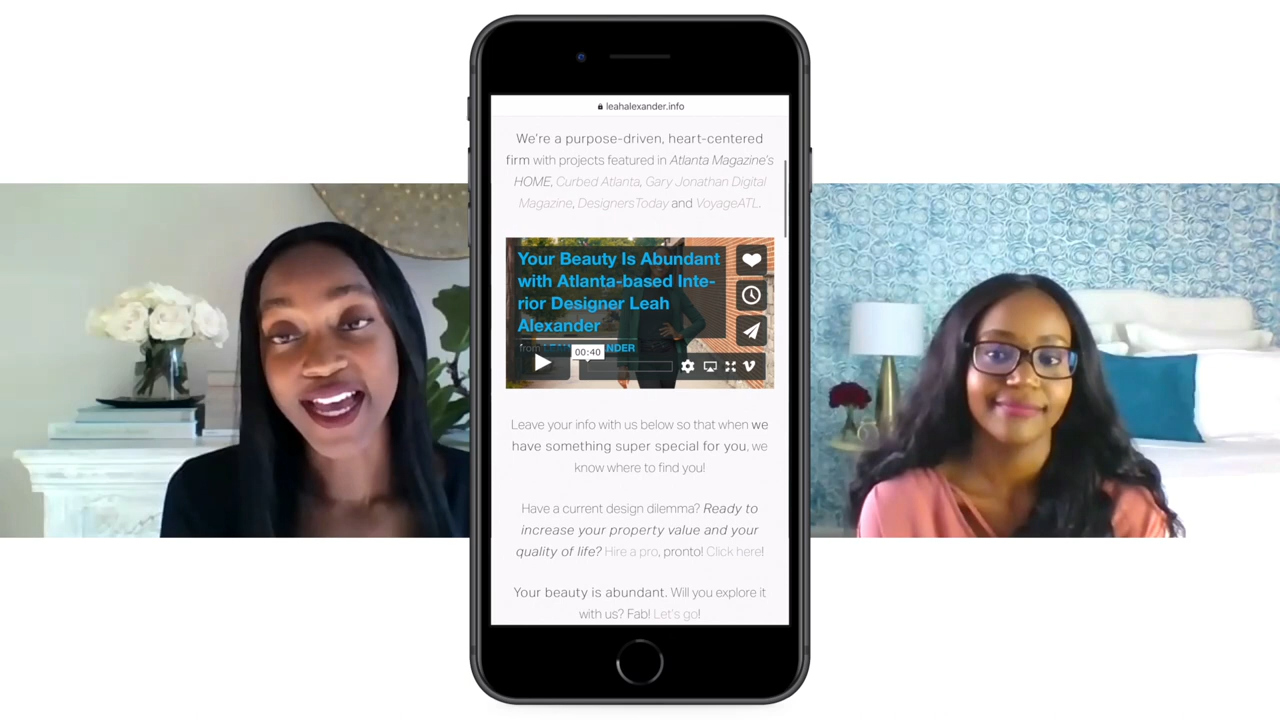 leahalexander.info
We're a purpose-driven, heart-centered
firm with projects featured in Atlanta Magazine's
HOME, Curbed Atlanta, Gary Jonathan Digital
Magazine, DesignersToday and VoyageATL.
Your Beauty Is Abundant
with Atlanta-based Inte-
rior Designer Leah
Alexander
from
00:40
Leave your info with us below so that when we
have something super special for you, we
know where to find you!
Have a current design dilemma? Ready to
increase your property value and your
quality of life? Hire a pro, pronto! Click here!
Your beauty is abundant. Will you explore it
with us? Fab! Let's go!